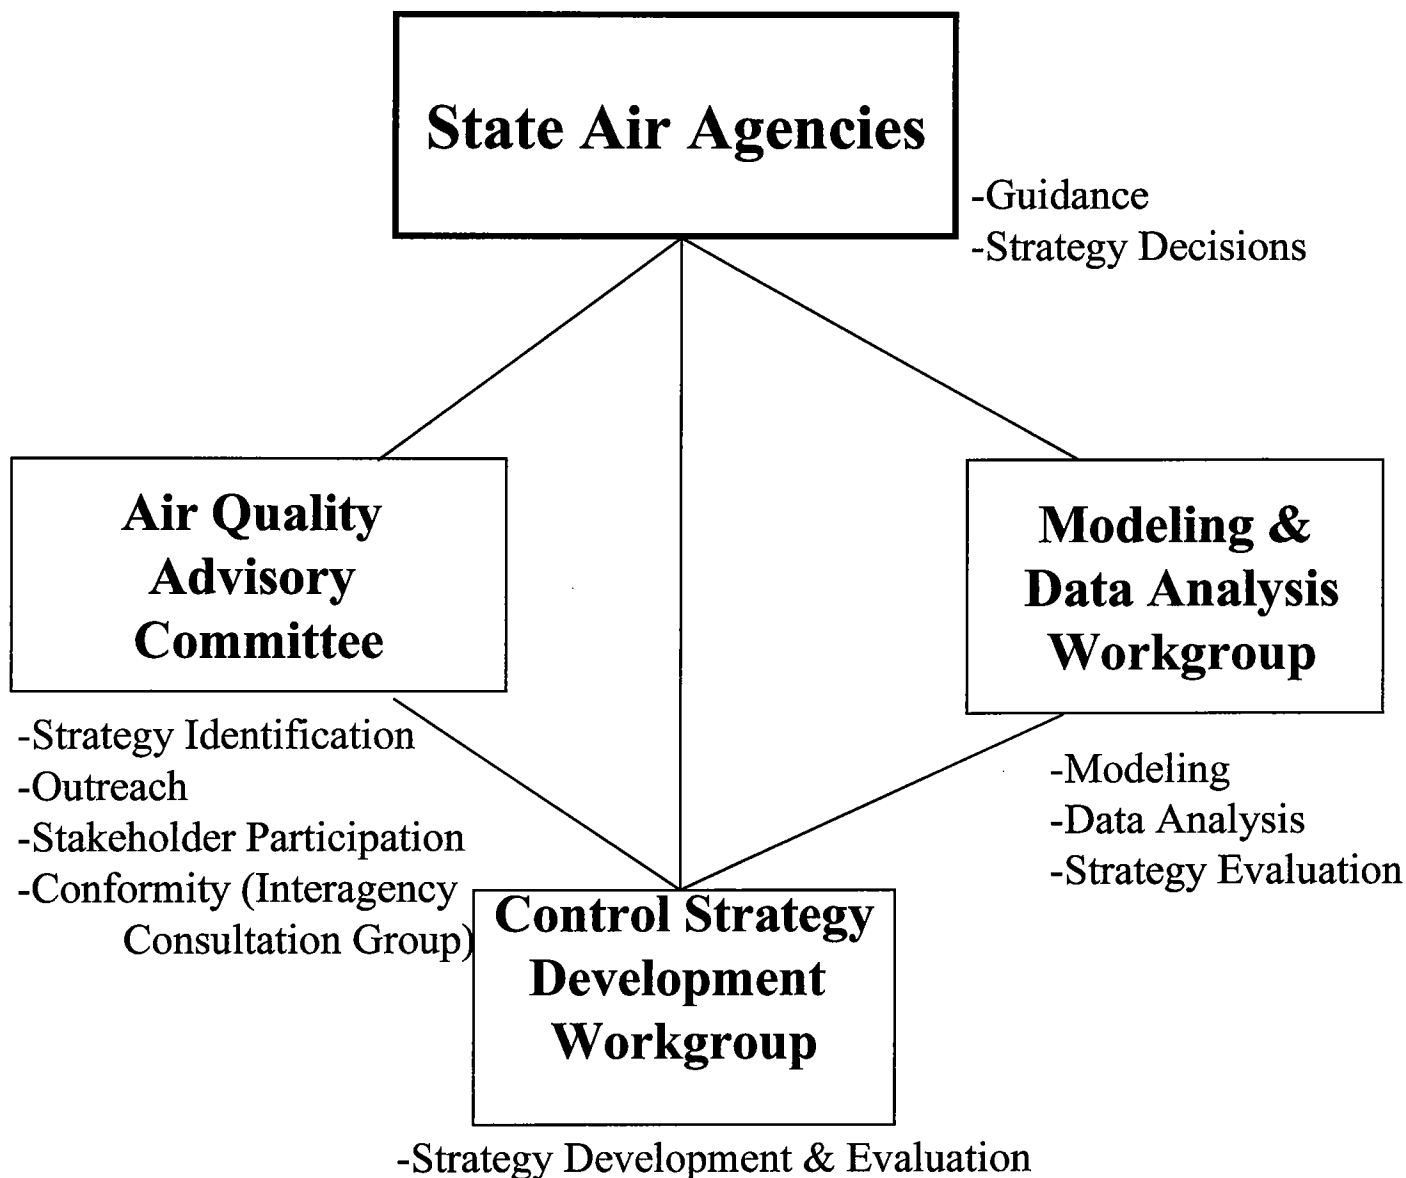 State Air Agencies
-Guidance
-Strategy Decisions
Air Quality
Advisory
Committee
-Strategy Identification
-Outreach
-Stakeholder Participation
-Conformity (Interagency
Consultation Group)
Modeling &
Data Analysis
Workgroup
-Modeling
-Data Analysis
-Strategy Evaluation
Control Strategy
Development
Workgroup
-Strategy Development & Evaluation